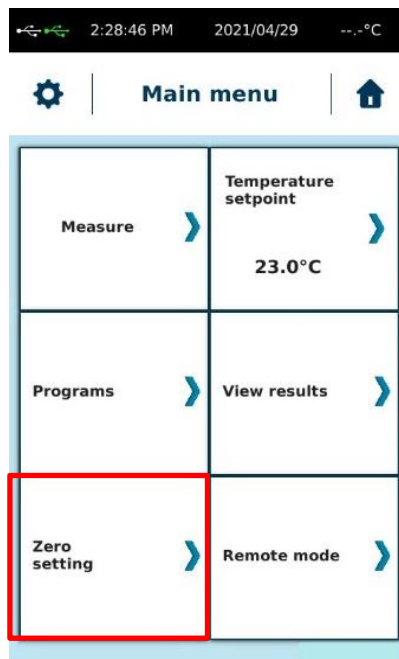 2:28:46 PM 2021/04/29 --.-°C
Main menu
Measure
Temperature
setpoint
23.0°C
Programs
View results
Zero
setting
Remote mode